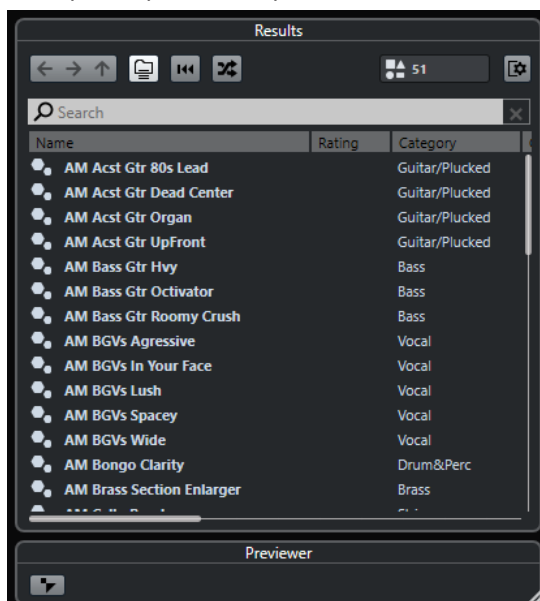 Results
51
Search
Name Rating Category
AM Acst Gtr 80s Lead Guitar/Plucked
AM Acst Gtr Dead Center Guitar/Plucked
AM Acst Gtr Organ Guitar/Plucked
AM Acst Gtr UpFront Guitar/Plucked
AM Bass Gtr Hvy Bass
AM Bass Gtr Octivator Bass
AM Bass Gtr Roomy Crush Bass
AM BGVs Agressive Vocal
AM BGVs In Your Face Vocal
AM BGVs Lush Vocal
AM BGVs Spacey Vocal
AM BGVs Wide Vocal
AM Bongo Clarity Drum&Perc
AM Brass Section Enlarger Brass
Previewer